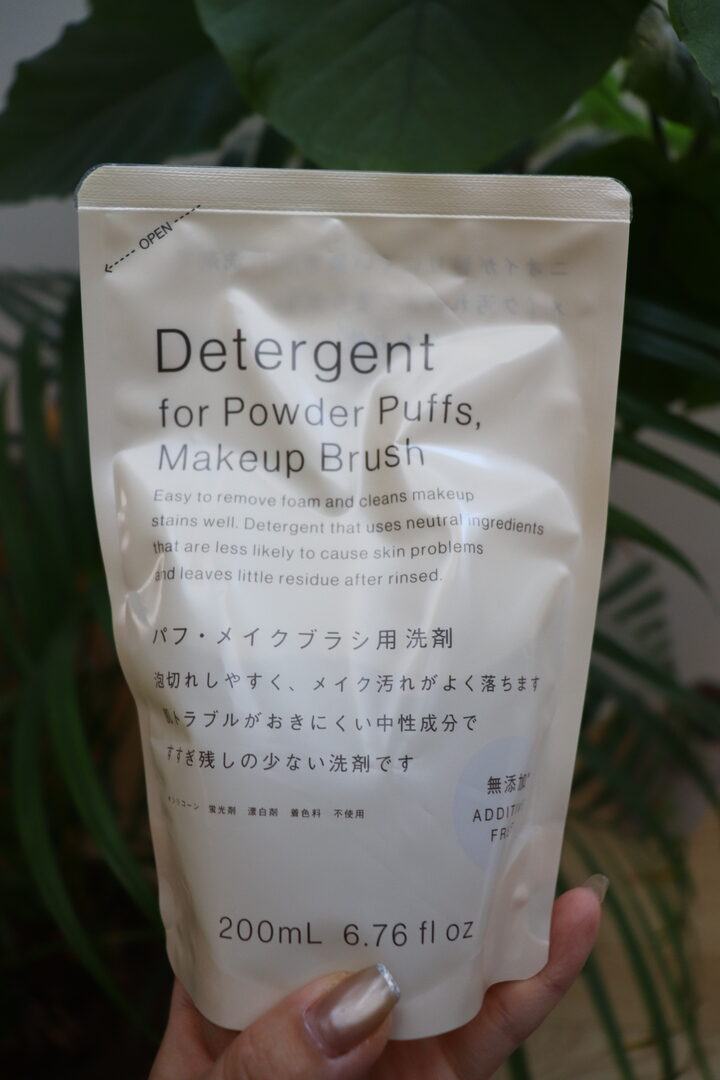 OPEN
Detergent
for Powder Puffs,
Makeup Brush
Easy to remove foam and cleans makeup
stains well. Detergent that uses neutral ingredients
that are less likely to cause skin problems
and leaves little residue after rinsed.
パフ・メイクブラシ用洗剤
泡切れしやすく、メイク汚れがよく落ちます
肌トラブルがおきにくい中性成分で
すすぎ残しの少ない洗剤です
蛍光剤 漂白剤 着色料 不使用
無添加
200mL 6.76 fl oz